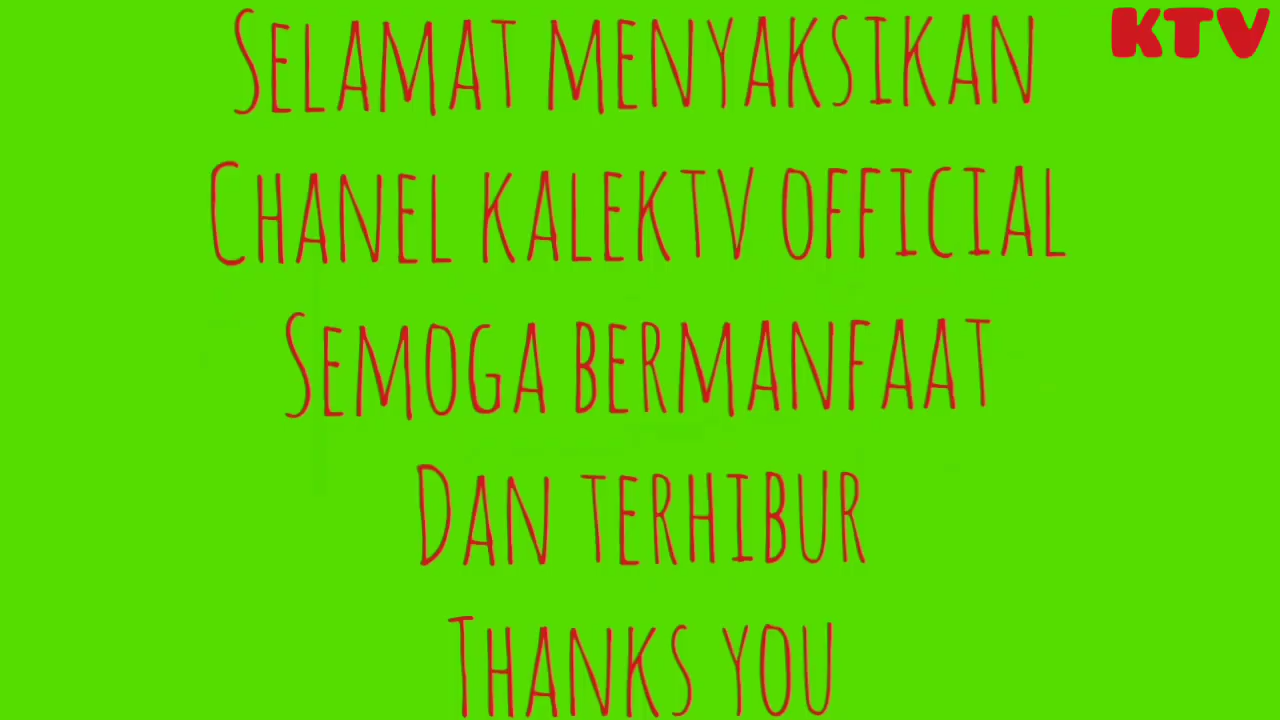 KTV
Selamat menyaksikan
Chanel kalektv official
Semoga bermanfaat
Dan terhibur
Thanks you